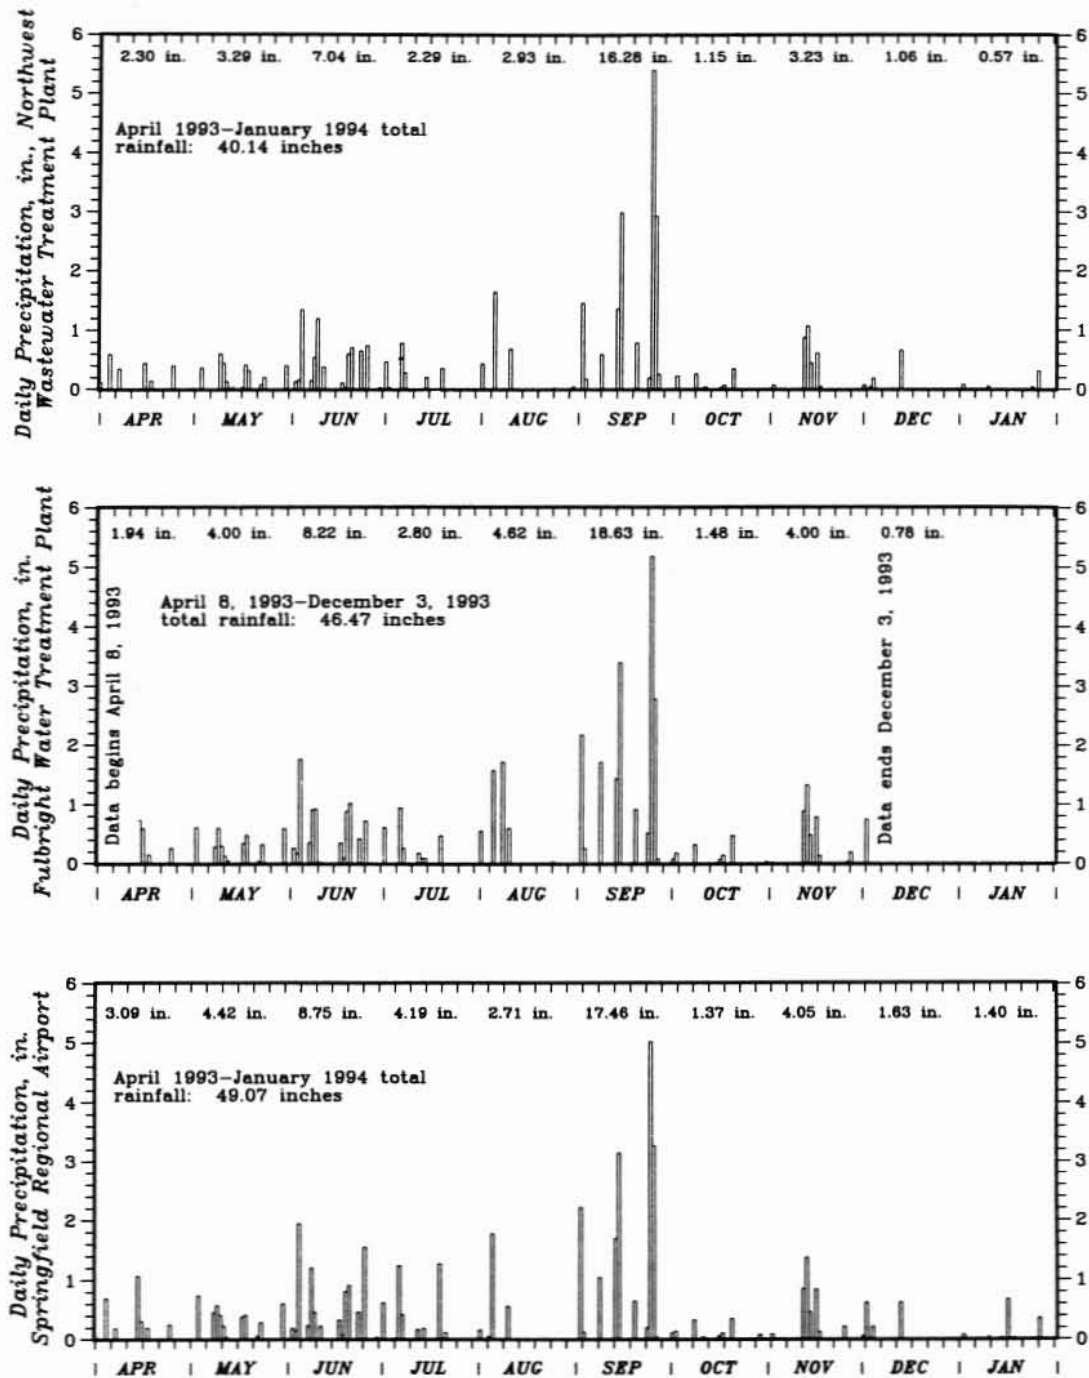 Daily Precipitation, in., Northwest
Wastewater Treatment Plant
6
5
4
3
2
1
0
2.30 in. 3.29 in. 7.04 in. 2.29 in. 2.93 in. 16.28 in. 1.15 in. 3.23 in. 1.06 in. 0.57 in.
April 1993-January 1994 total
rainfall: 40.14 inches
6
5
4
3
2
1
0
APR MAY JUN JUL AUG SEP OCT NOV DEC JAN
Daily Precipitation, in.
Fulbright Water Treatment Plant
6
5
4
3
2
1
0
1.94 in. 4.00 in. 8.22 in. 2.80 in. 4.62 in. 18.63 in. 1.48 in. 4.00 in. 0.78 in.
Data begins April 8, 1993
April 8, 1993-December 3, 1993
total rainfall: 46.47 inches
Data ends December 3, 1993
6
5
4
3
2
1
0
APR MAY JUN JUL AUG SEP OCT NOV DEC JAN
Daily Precipitation, in.
Springfield Regional Airport
6
5
4
3
2
1
0
3.09 in. 4.42 in. 8.75 in. 4.19 in. 2.71 in. 17.46 in. 1.37 in. 4.05 in. 1.63 in. 1.40 in.
April 1993-January 1994 total
rainfall: 49.07 inches
6
5
4
3
2
1
0
APR MAY JUN JUL AUG SEP OCT NOV DEC JAN